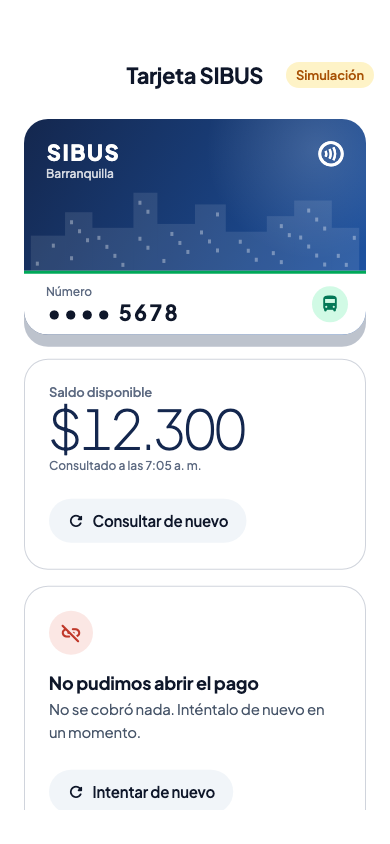 Tarjeta SIBUS
Simulación
SIBUS
Barranquilla
Número
●●●● 5678
Saldo disponible
$12.300
Consultado a las 7:05 a. m.
Consultar de nuevo
No pudimos abrir el pago
No se cobró nada. Inténtalo de nuevo en
un momento.
Intentar de nuevo